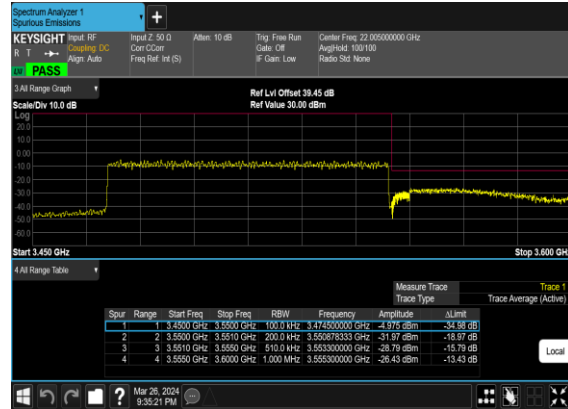 Spectrum Analyzer 1
Spurious Emissions
KEYSIGHT Input: RF Input Z: 50 Ω Atten: 10 dB Trig: Free Run Center Freq: 22.005000000 GHz
R T Coupling: DC Corr CCorr Gate: Off Avg|Hold: 100/100
Align: Auto Freq Ref: Int (S) IF Gain: Low Radio Std: None
PASS
3 All Range Graph
Ref Lvl Offset 39.45 dB
Scale/Div 10.0 dB Ref Value 30.00 dBm
Log
20.0
10.0
0.00
-10.0
-20.0
-30.0
-40.0
-50.0
-60.0
Start 3.450 GHz Stop 3.600 GHz
4 All Range Table
Measure Trace Trace 1
Trace Type Trace Average (Active)
Spur Range Start Freq Stop Freq RBW Frequency Amplitude ΔLimit
1 1 3.4500 GHz 3.5500 GHz 100.0 kHz 3.474500000 GHz -4.975 dBm -34.98 dB
2 2 3.5500 GHz 3.5510 GHz 200.0 kHz 3.550878333 GHz -31.97 dBm -18.97 dB
3 3 3.5510 GHz 3.5550 GHz 510.0 kHz 3.553300000 GHz -28.79 dBm -15.79 dB
4 4 3.5550 GHz 3.6000 GHz 1.000 MHz 3.555300000 GHz -26.43 dBm -13.43 dB
Local
? Mar 26, 2024
9:35:21 PM